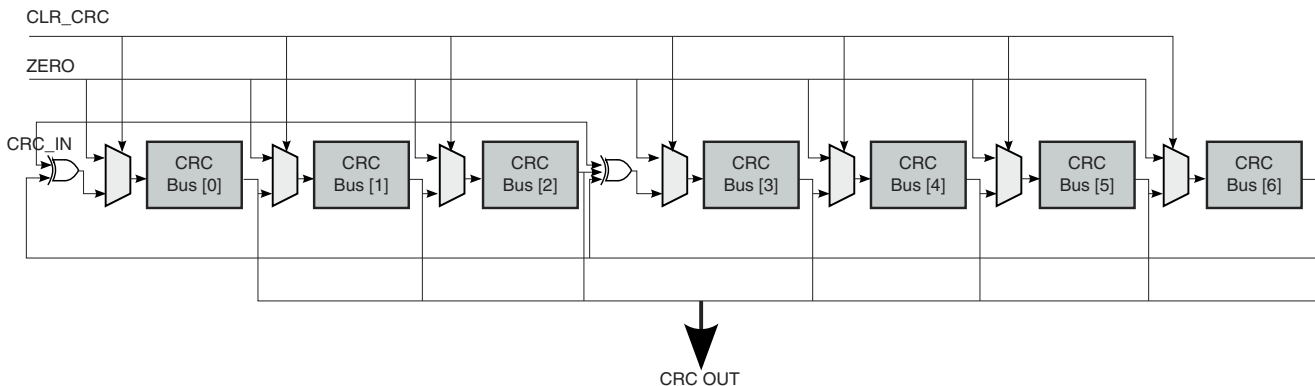 CLR_CRC
ZERO
CRC_IN
CRC
Bus [0]
CRC
Bus [1]
CRC
Bus [2]
CRC
Bus [3]
CRC
Bus [4]
CRC
Bus [5]
CRC
Bus [6]
CRC OUT